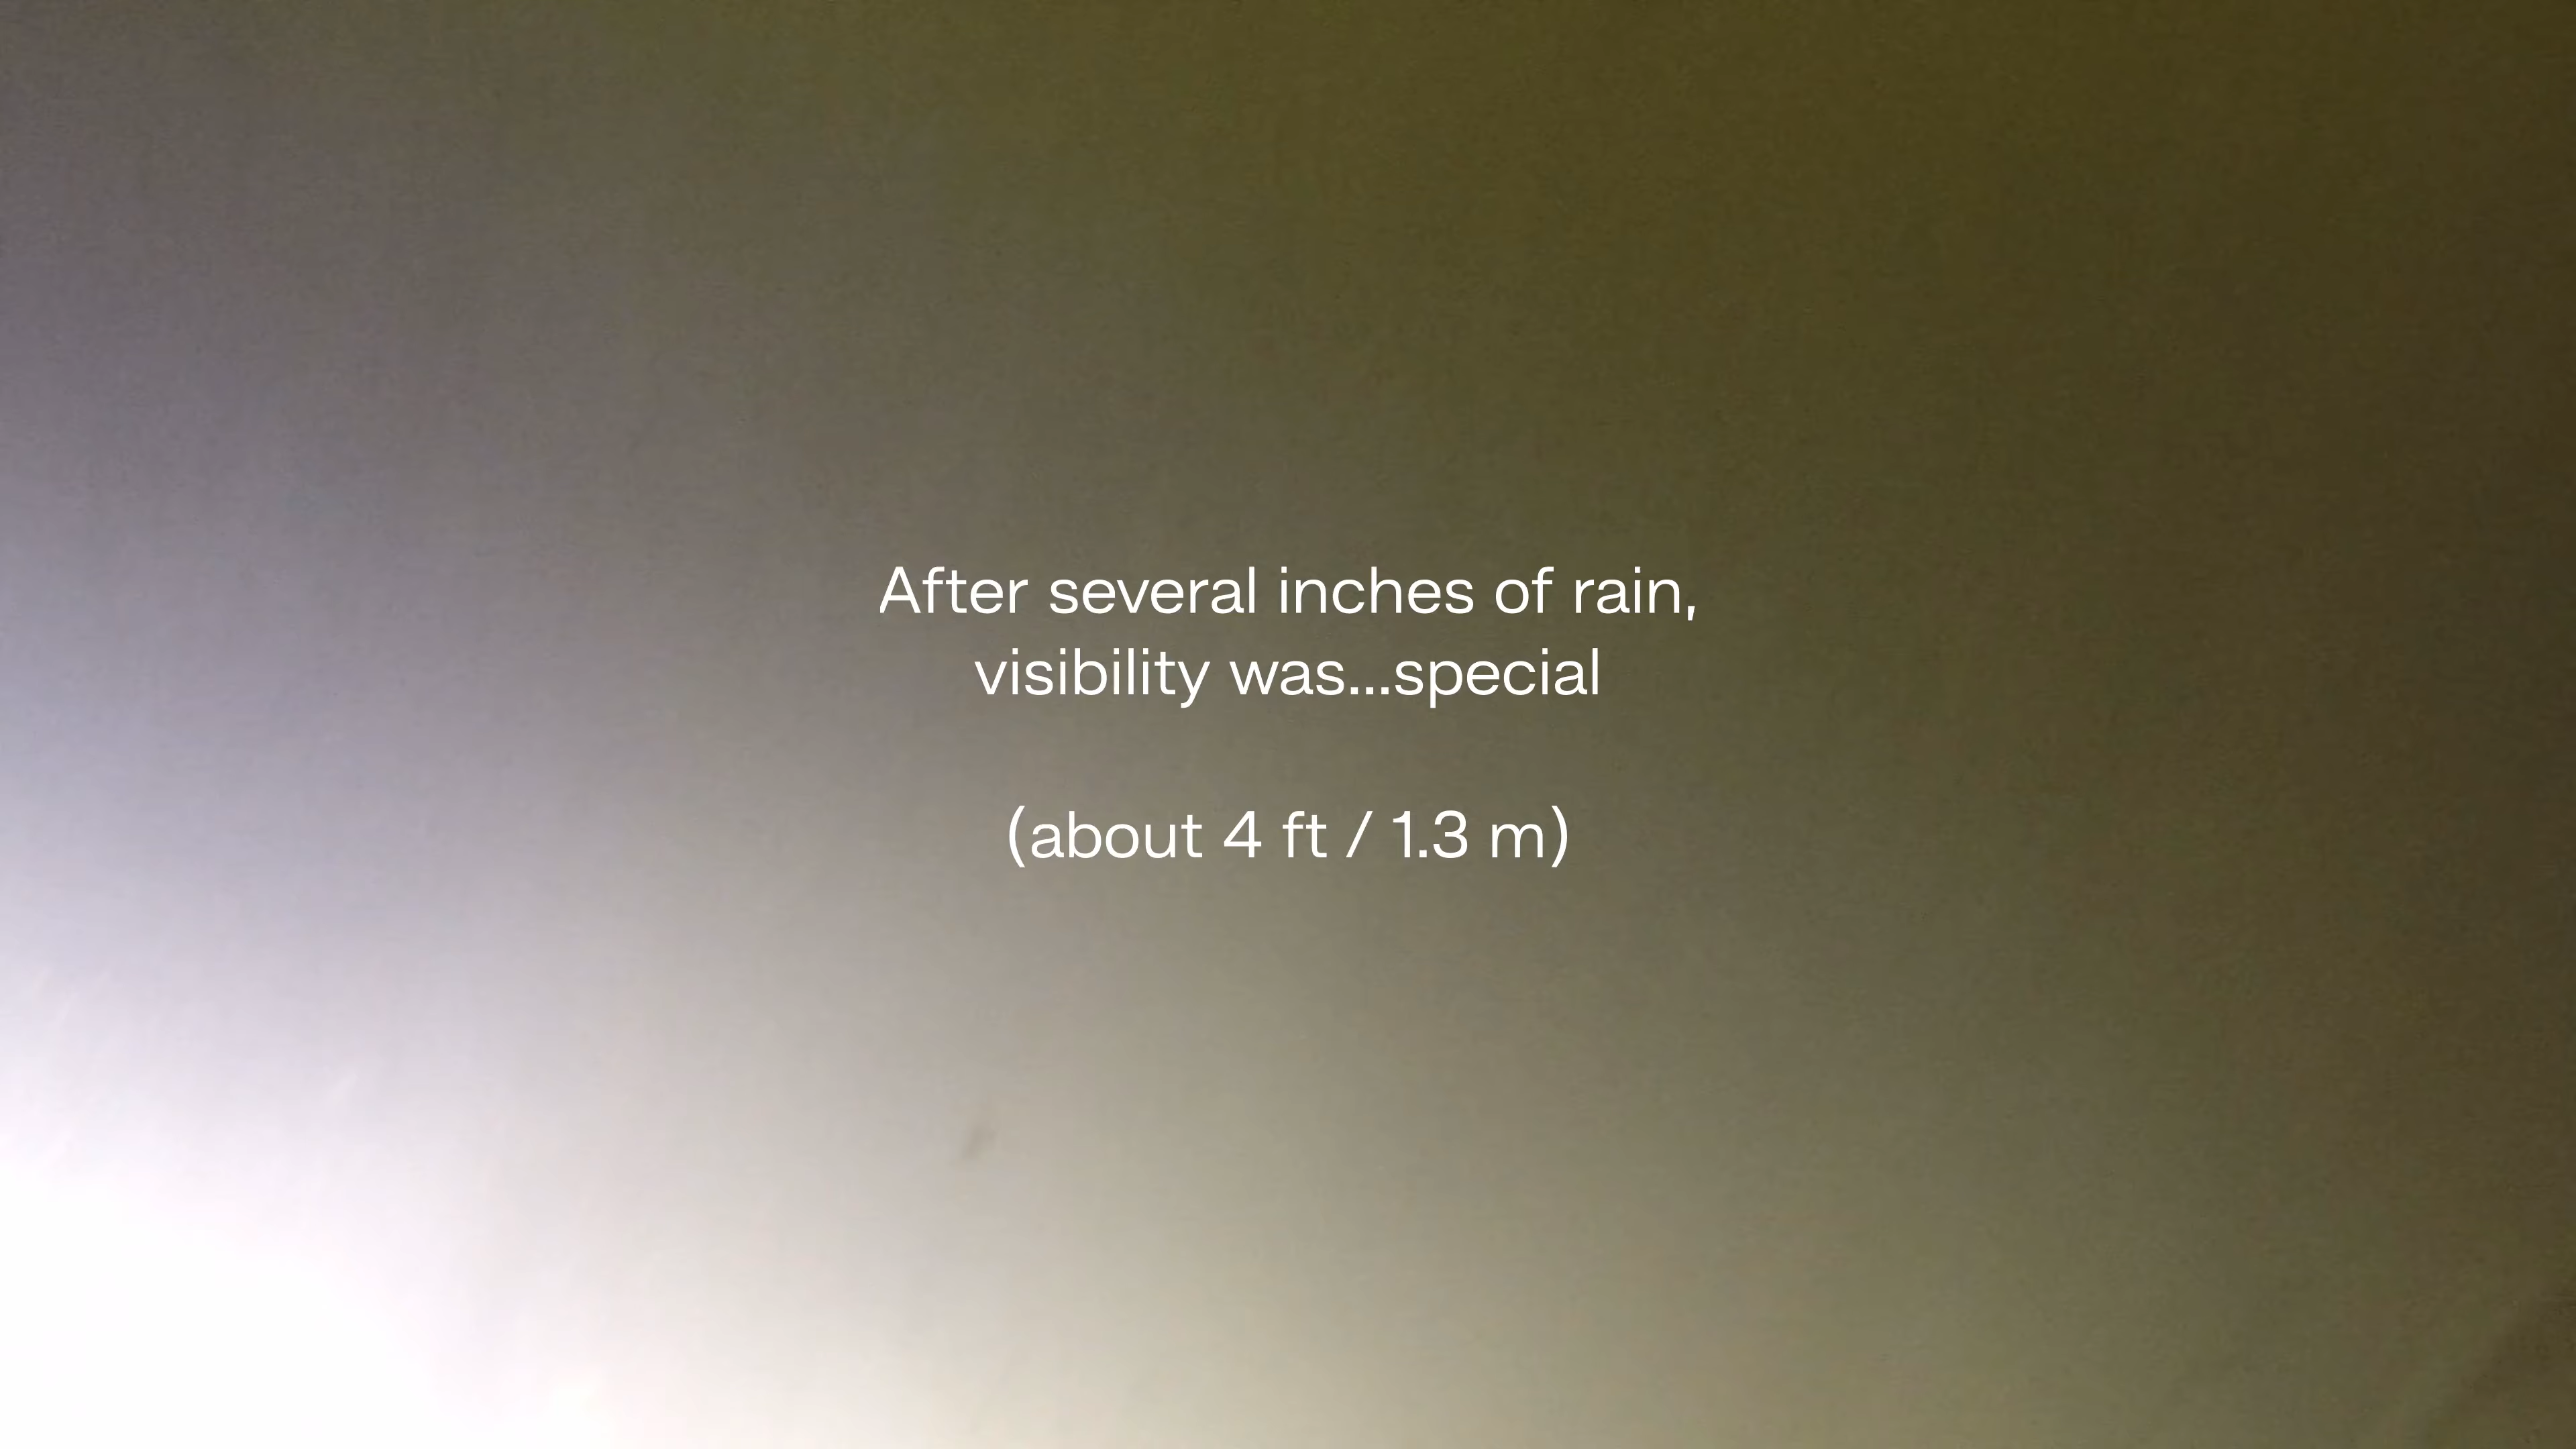 After several inches of rain,
visibility was...special
(about 4 ft / 1.3 m)